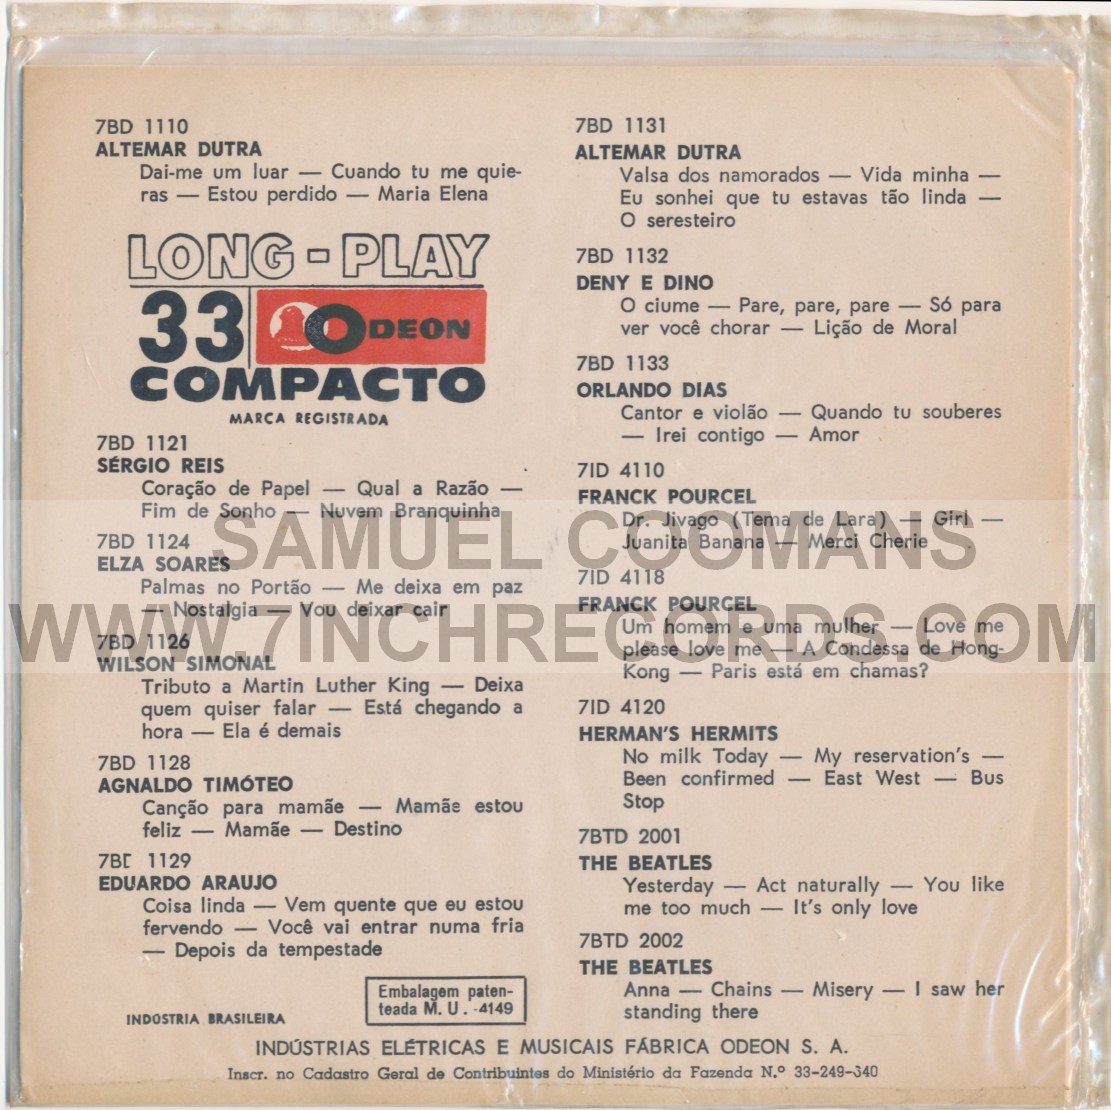 7BD 1110
ALTEMAR DUTRA
Dai-me um luar — Cuando tu me quie-
ras — Estou perdido — Maria Elena
LONG-PLAY
33 ODEON
COMPACTO
MARCA REGISTRADA
7BD 1121
SÉRGIO REIS
Coração de Papel — Qual a Razão —
Fim de Sonho — Nuvem Branquinha
7BD 1124
ELZA SOARES
Palmas no Portão — Me deixa em paz
— Nostalgia — Vou deixar cair
7BD 1126
WILSON SIMONAL
Tributo a Martin Luther King — Deixa
quem quiser falar — Está chegando a
hora — Ela é demais
7BD 1128
AGNALDO TIMÓTEO
Canção para mamãe — Mamãe estou
feliz — Mamãe — Destino
7BD 1129
EDUARDO ARAUJO
Coisa linda — Vem quente que eu estou
fervendo — Você vai entrar numa fria
— Depois da tempestade
INDÚSTRIA BRASILEIRA
Embalagem paten-
teada M. U. 4149
7BD 1131
ALTEMAR DUTRA
Valsa dos namorados — Vida minha —
Eu sonhei que tu estavas tão linda —
O seresteiro
7BD 1132
DENY E DINO
O ciume — Pare, pare, pare — Só para
ver você chorar — Lição de Moral
7BD 1133
ORLANDO DIAS
Cantor e violão — Quando tu souberes
— Irei contigo — Amor
7ID 4110
FRANCK POURCEL
Dr. Jivago (Tema de Lara) — Girl —
Juanita Banana — Merci Cherie
7ID 4118
FRANCK POURCEL
Um homem e uma mulher — Love me
please love me — A Condessa de Hong-
Kong — Paris está em chamas?
7ID 4120
HERMAN'S HERMITS
No milk Today — My reservation's —
Been confirmed — East West — Bus
Stop
7BTD 2001
THE BEATLES
Yesterday — Act naturally — You like
me too much — It's only love
7BTD 2002
THE BEATLES
Anna — Chains — Misery — I saw her
standing there
INDÚSTRIAS ELÉTRICAS E MUSICAIS FÁBRICA ODEON S. A.
Inscr. no Cadastro Geral de Contribuintes do Ministério da Fazenda N.º 33-249-340
SAMUEL COOMANS
WWW.7INCHRECORDS.COM